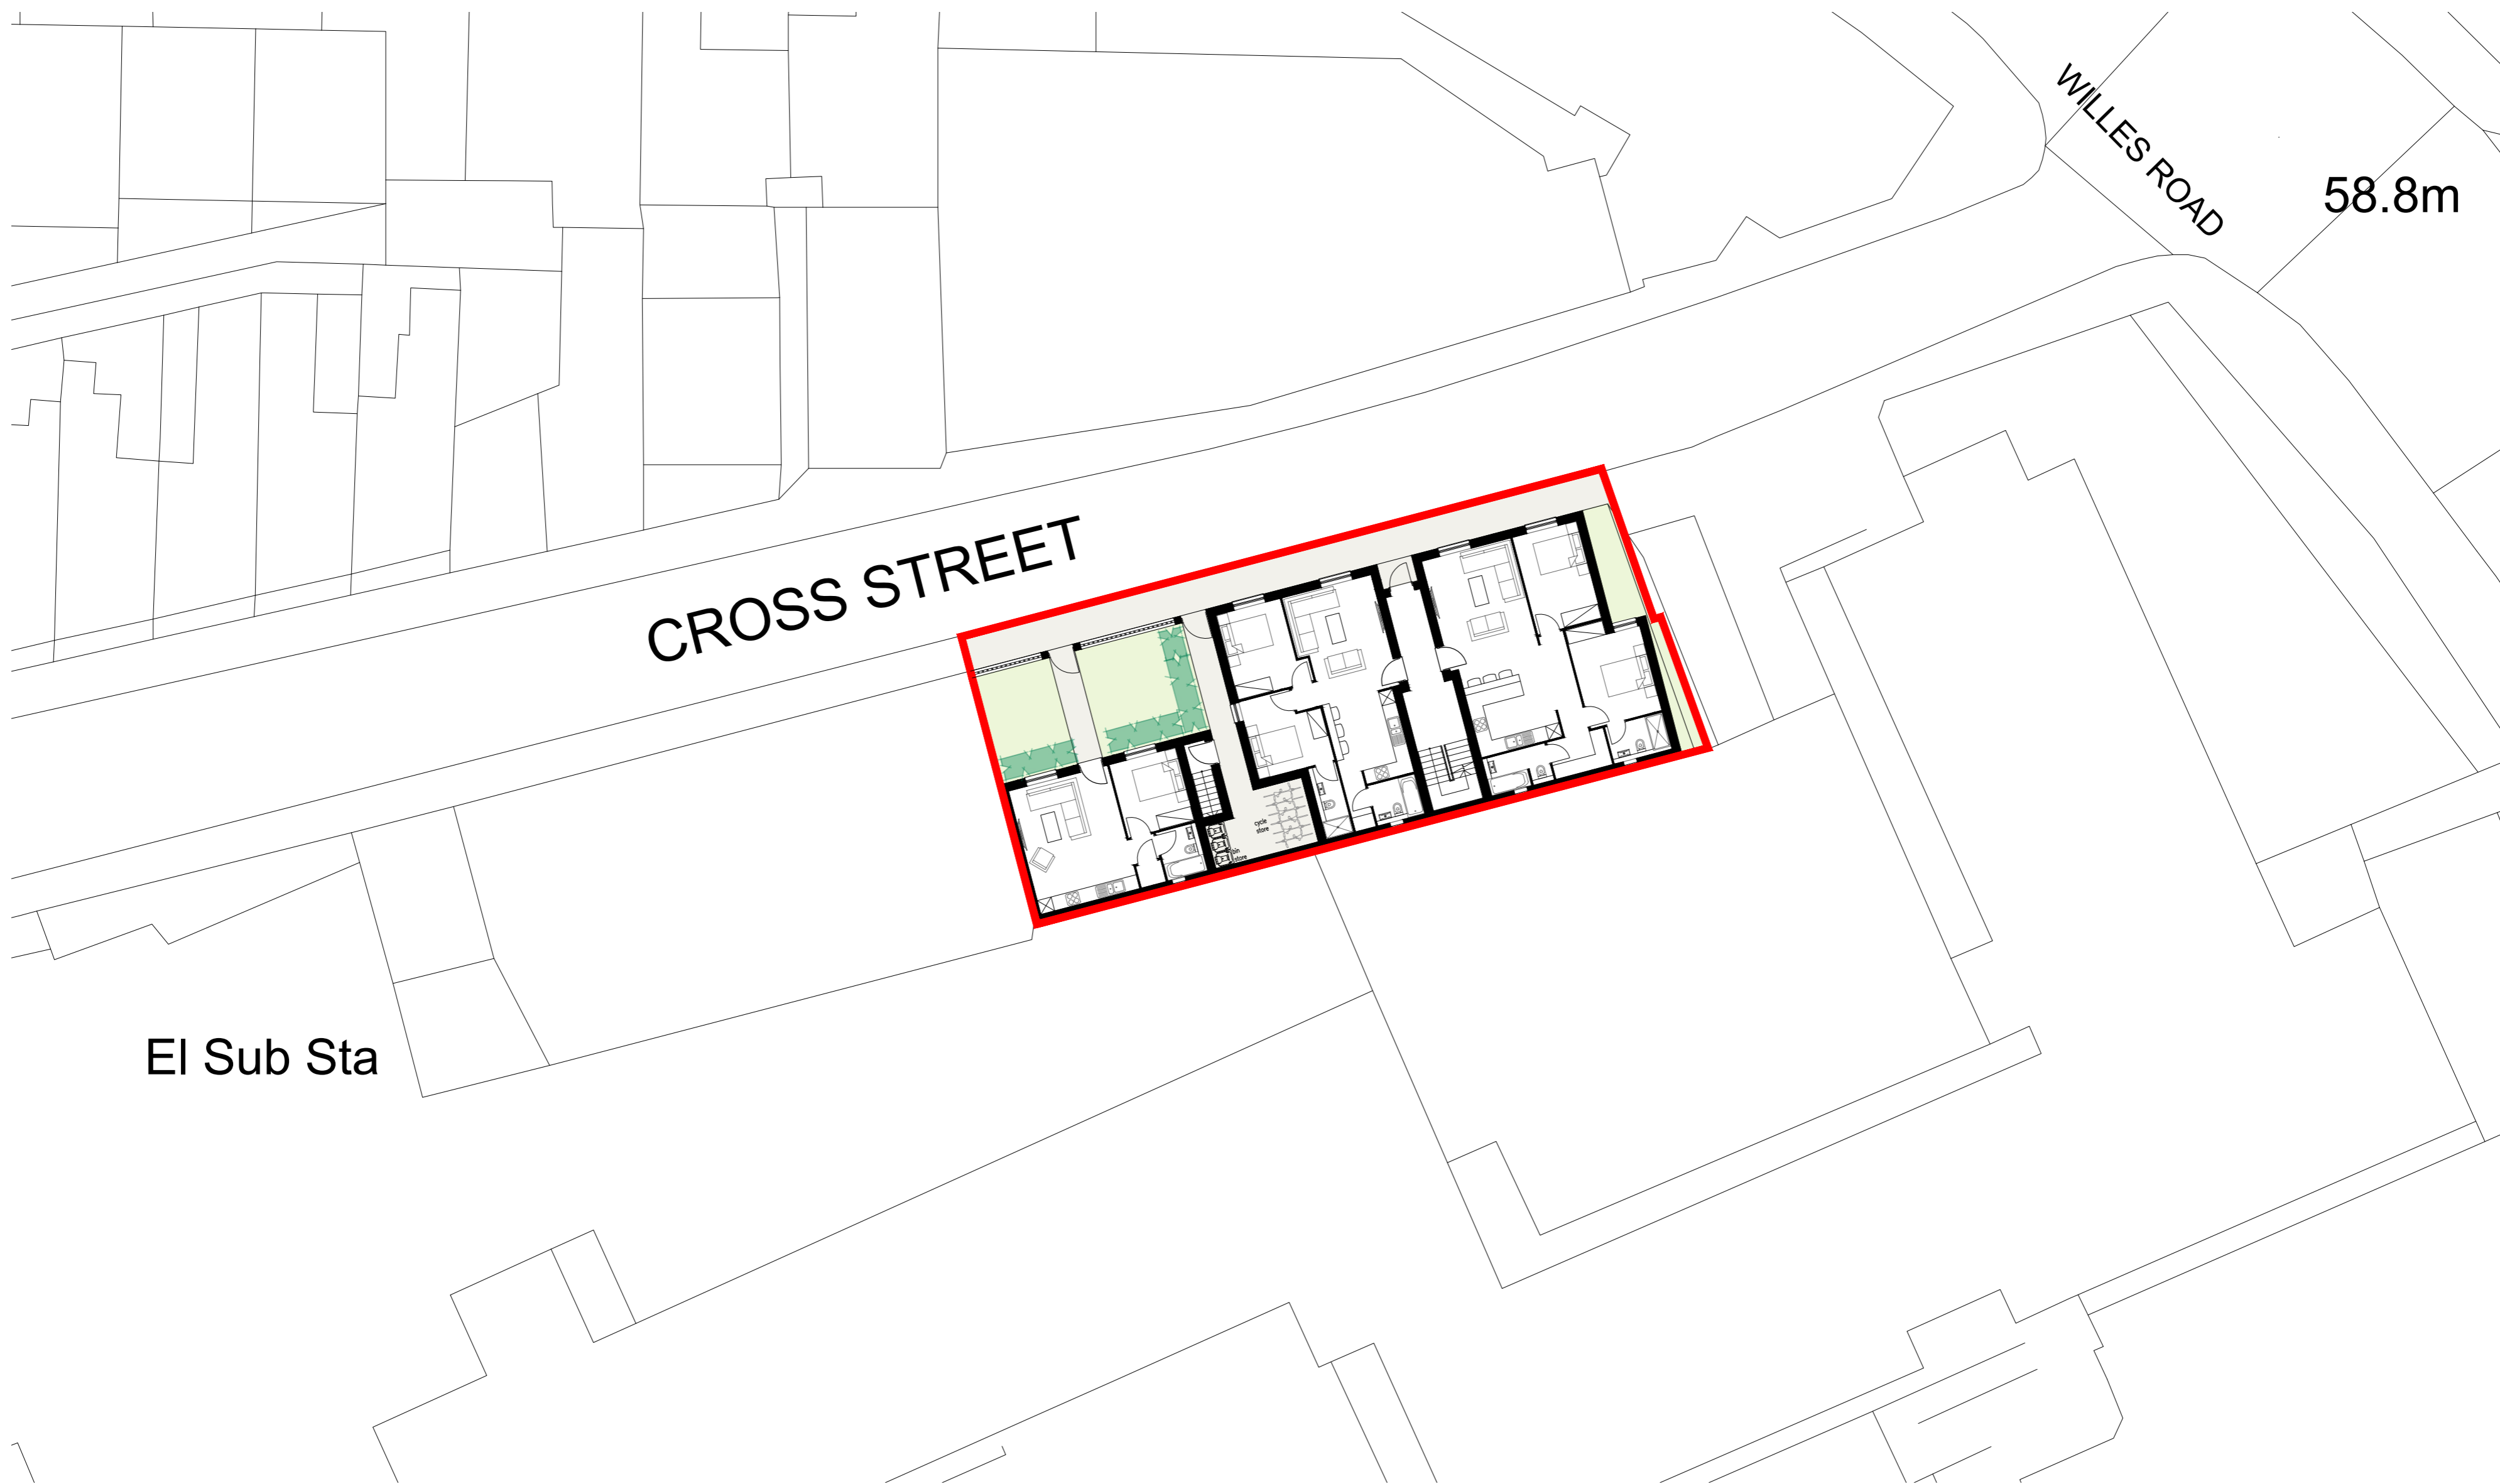 WILLES ROAD
58.8m
CROSS STREET
cycle
store
bin
store
El Sub Sta